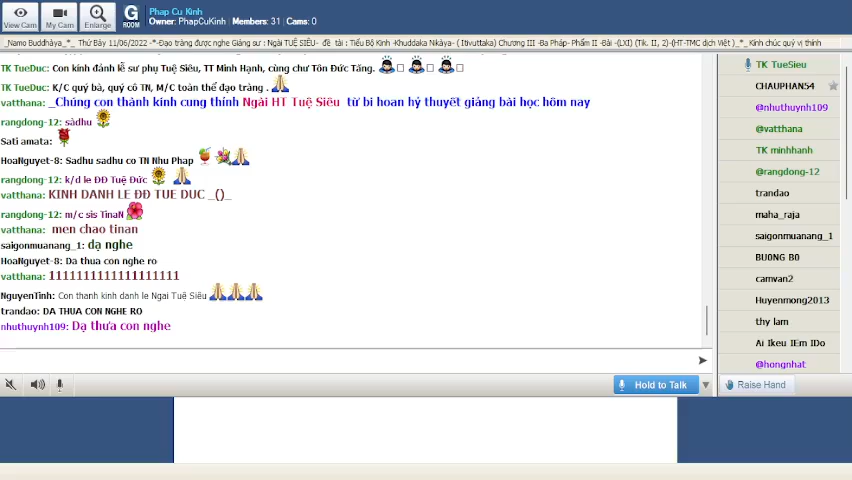 View Cam
My Cam
Enlarge
G ROOM
Phap Cu Kinh
Owner: PhapCuKinh | Members: 31 | Cams: 0
_Namo Buddhàya_*_ Thứ Bảy 11/06/2022 -*-Đạo tràng được nghe Giảng sư : Ngài TUỆ SIÊU- đề tài : Tiểu Bộ Kinh -Khuddaka Nikàya- ( Itivuttaka) Chương III -Ba Pháp- Phẩm II -Bài -(LXI) (Tik. II, 2)-(HT-TMC dịch Việt )_*_ Kính chúc quý vị thính
TK TueDuc: Con kính đảnh lễ sư phụ Tuệ Siêu, TT Minh Hạnh, cùng chư Tôn Đức Tăng.
TK TueDuc: K/C quý bà, quý cô TN, M/C toàn thể đạo tràng .
vatthana: _Chúng con thành kính cung thỉnh Ngài HT Tuệ Siêu từ bi hoan hỷ thuyết giảng bài học hôm nay
rangdong-12: sàdhu
Sati amata:
HoaNguyet-8: Sadhu sadhu co TN Nhu Phap
rangdong-12: k/d le ĐĐ Tuệ Đức
vatthana: KINH DANH LE ĐĐ TUE DUC _()_
rangdong-12: m/c sis TinaN
vatthana: men chao tinan
saigonmuanang_1: dạ nghe
HoaNguyet-8: Da thua con nghe ro
vatthana: 1111111111111111111
NguyenTinh: Con thanh kinh danh le Ngai Tuệ Siêu
trandao: DA THUA CON NGHE RO
nhuthuynh109: Dạ thưa con nghe
Hold to Talk
TK TueSieu
CHAUPHAN54
@nhuthuynh109
@vatthana
TK minhhanh
@rangdong-12
trandao
maha_raja
saigonmuanang_1
BU0NG B0
camvan2
Huyenmong2013
thy lam
Ai lkeu IEm IDo
@hongnhat
Raise Hand